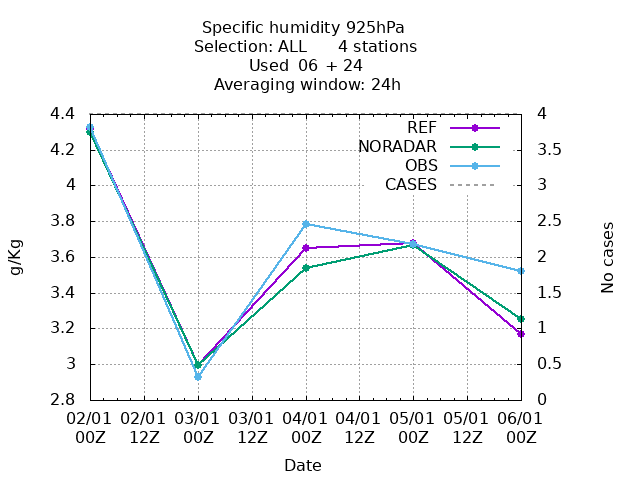 Specific humidity 925hPa
Selection: ALL 4 stations
Used 06 + 24
Averaging window: 24h
4.4
4.2
4
3.8
3.6
3.4
3.2
3
2.8
g/Kg
REF
NORADAR
OBS
CASES
4
3.5
3
2.5
2
1.5
1
0.5
0
No cases
02/01 02/01 03/01 03/01 04/01 04/01 05/01 05/01 06/01
00Z 12Z 00Z 12Z 00Z 12Z 00Z 12Z 00Z
Date